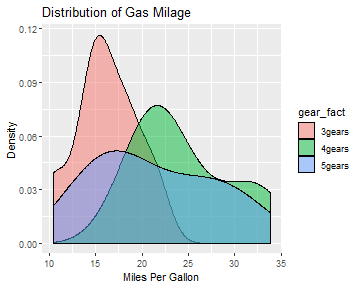 Distribution of Gas Milage
0.12
0.09
0.06
0.03
0.00
Density
10 15 20 25 30 35
Miles Per Gallon
gear_fact
3gears
4gears
5gears